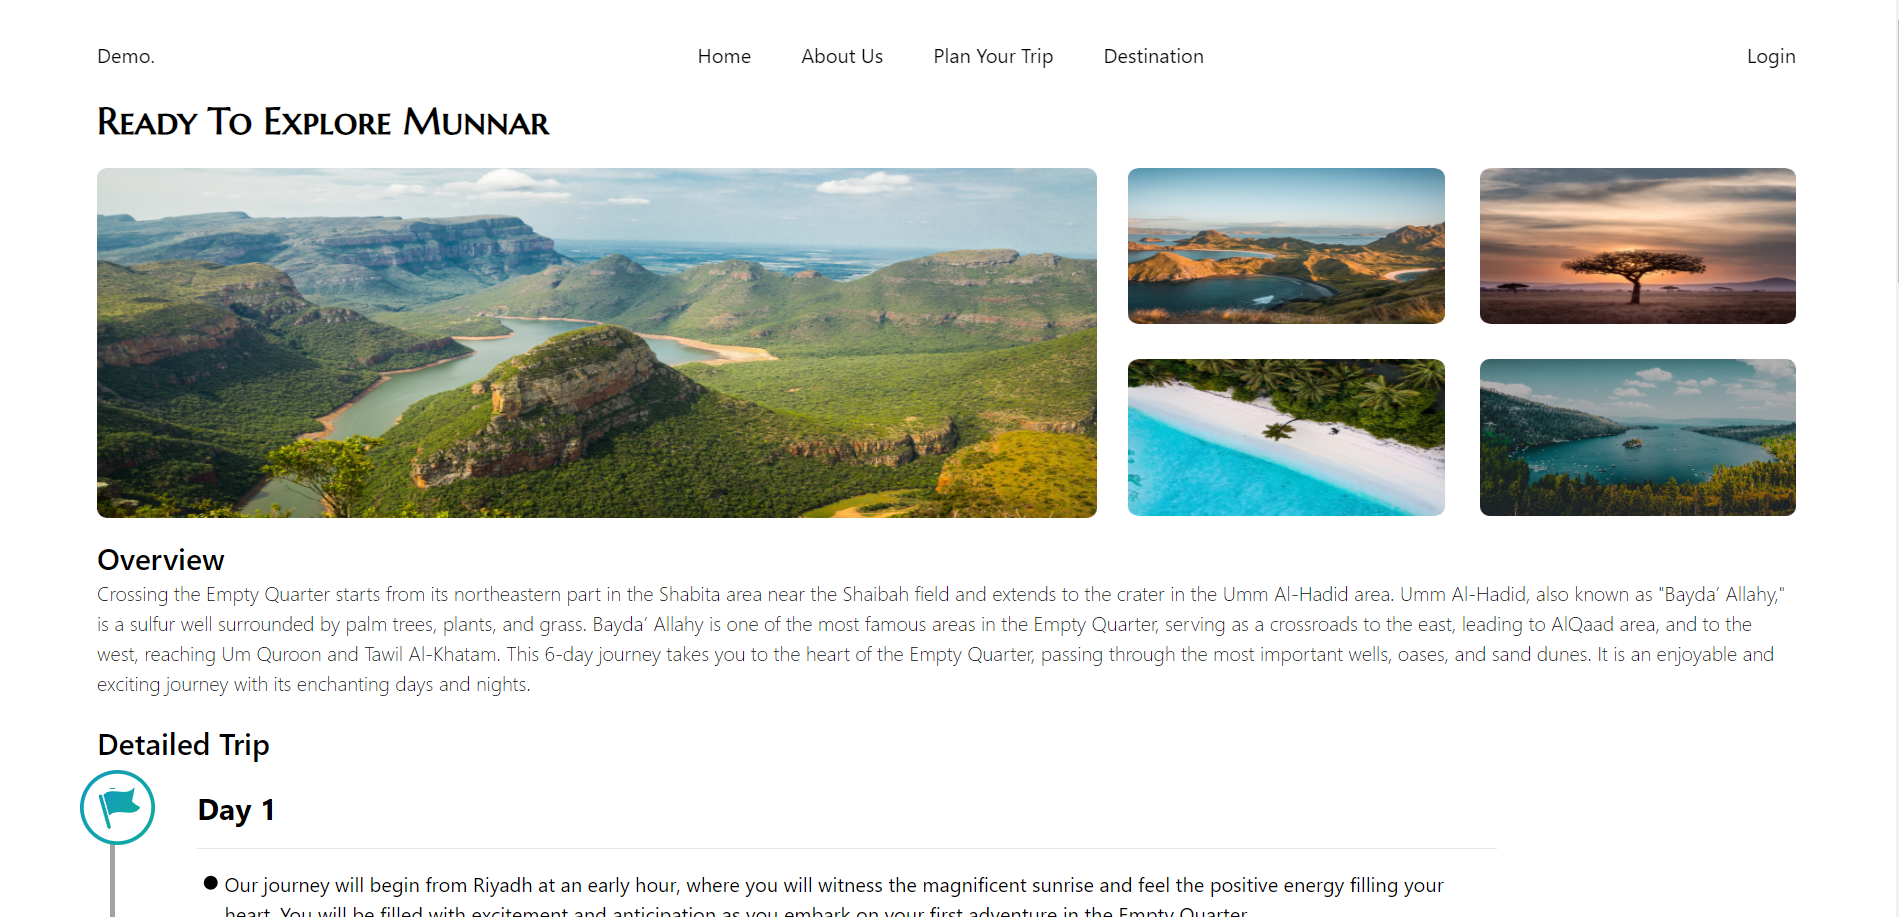 Demo.
Home
About Us
Plan Your Trip
Destination
Login
Ready To Explore Munnar
Overview
Crossing the Empty Quarter starts from its northeastern part in the Shabita area near the Shaibah field and extends to the crater in the Umm Al-Hadid area. Umm Al-Hadid, also known as "Bayda’ Allahy,"
is a sulfur well surrounded by palm trees, plants, and grass. Bayda’ Allahy is one of the most famous areas in the Empty Quarter, serving as a crossroads to the east, leading to AlQaad area, and to the
west, reaching Um Quroon and Tawil Al-Khatam. This 6-day journey takes you to the heart of the Empty Quarter, passing through the most important wells, oases, and sand dunes. It is an enjoyable and
exciting journey with its enchanting days and nights.
Detailed Trip
Day 1
Our journey will begin from Riyadh at an early hour, where you will witness the magnificent sunrise and feel the positive energy filling your
heart. You will be filled with excitement and anticipation as you embark on your first adventure in the Empty Quarter.